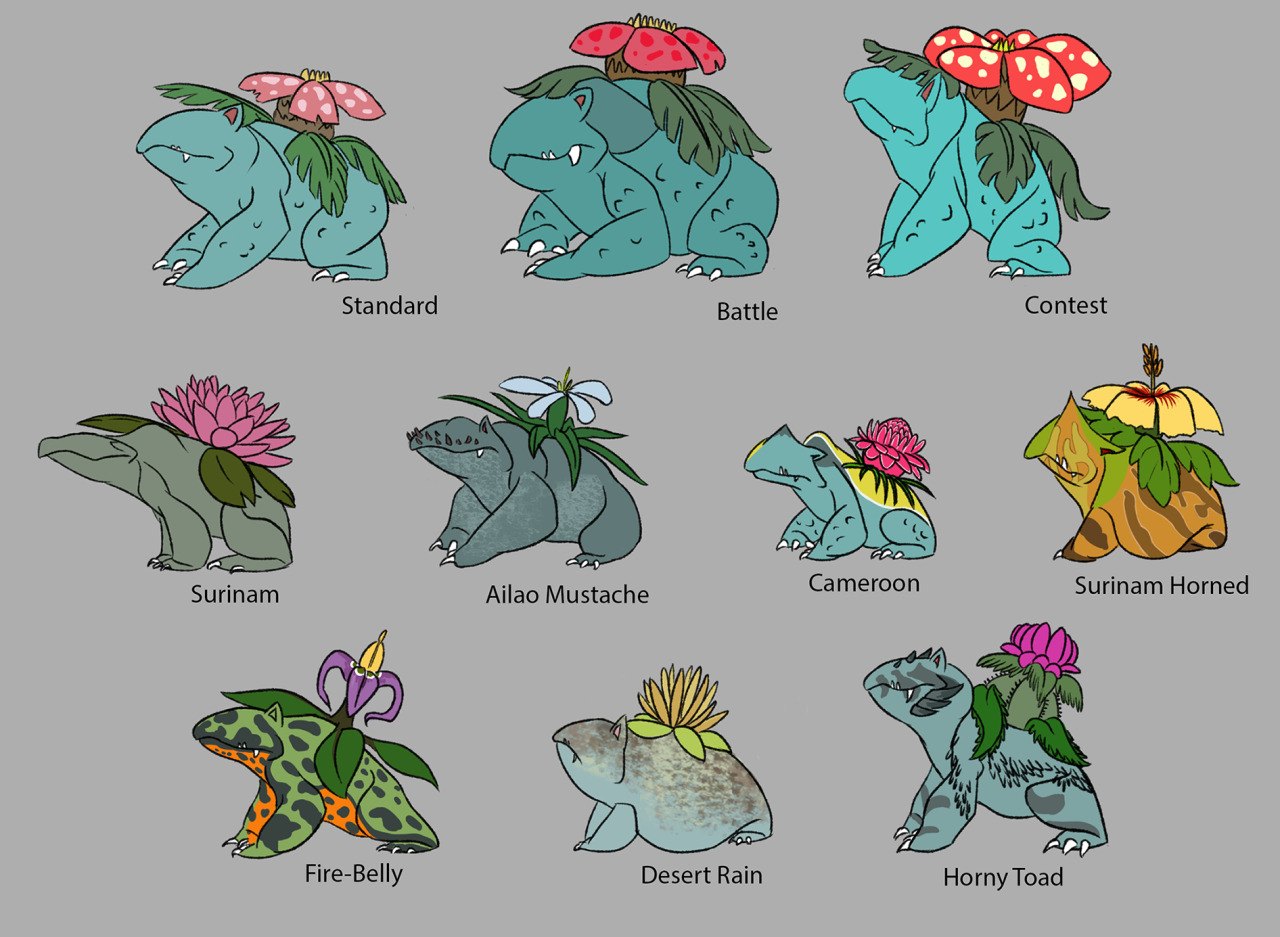 Standard
Battle
Contest
Surinam
Ailao Mustache
Cameroon
Surinam Horned
Fire-Belly
Desert Rain
Horny Toad